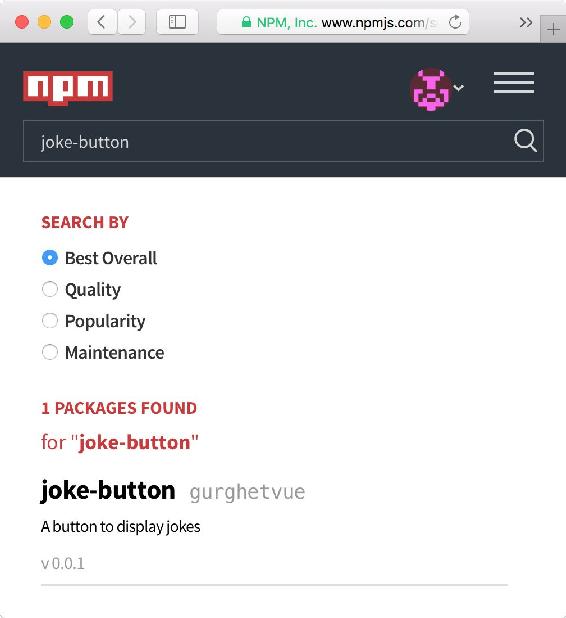 NPM, Inc. www.npmjs.com/s
npm
joke-button
SEARCH BY
Best Overall
Quality
Popularity
Maintenance
1 PACKAGES FOUND
for "joke-button"
joke-button gurghetvue
A button to display jokes
v 0.0.1